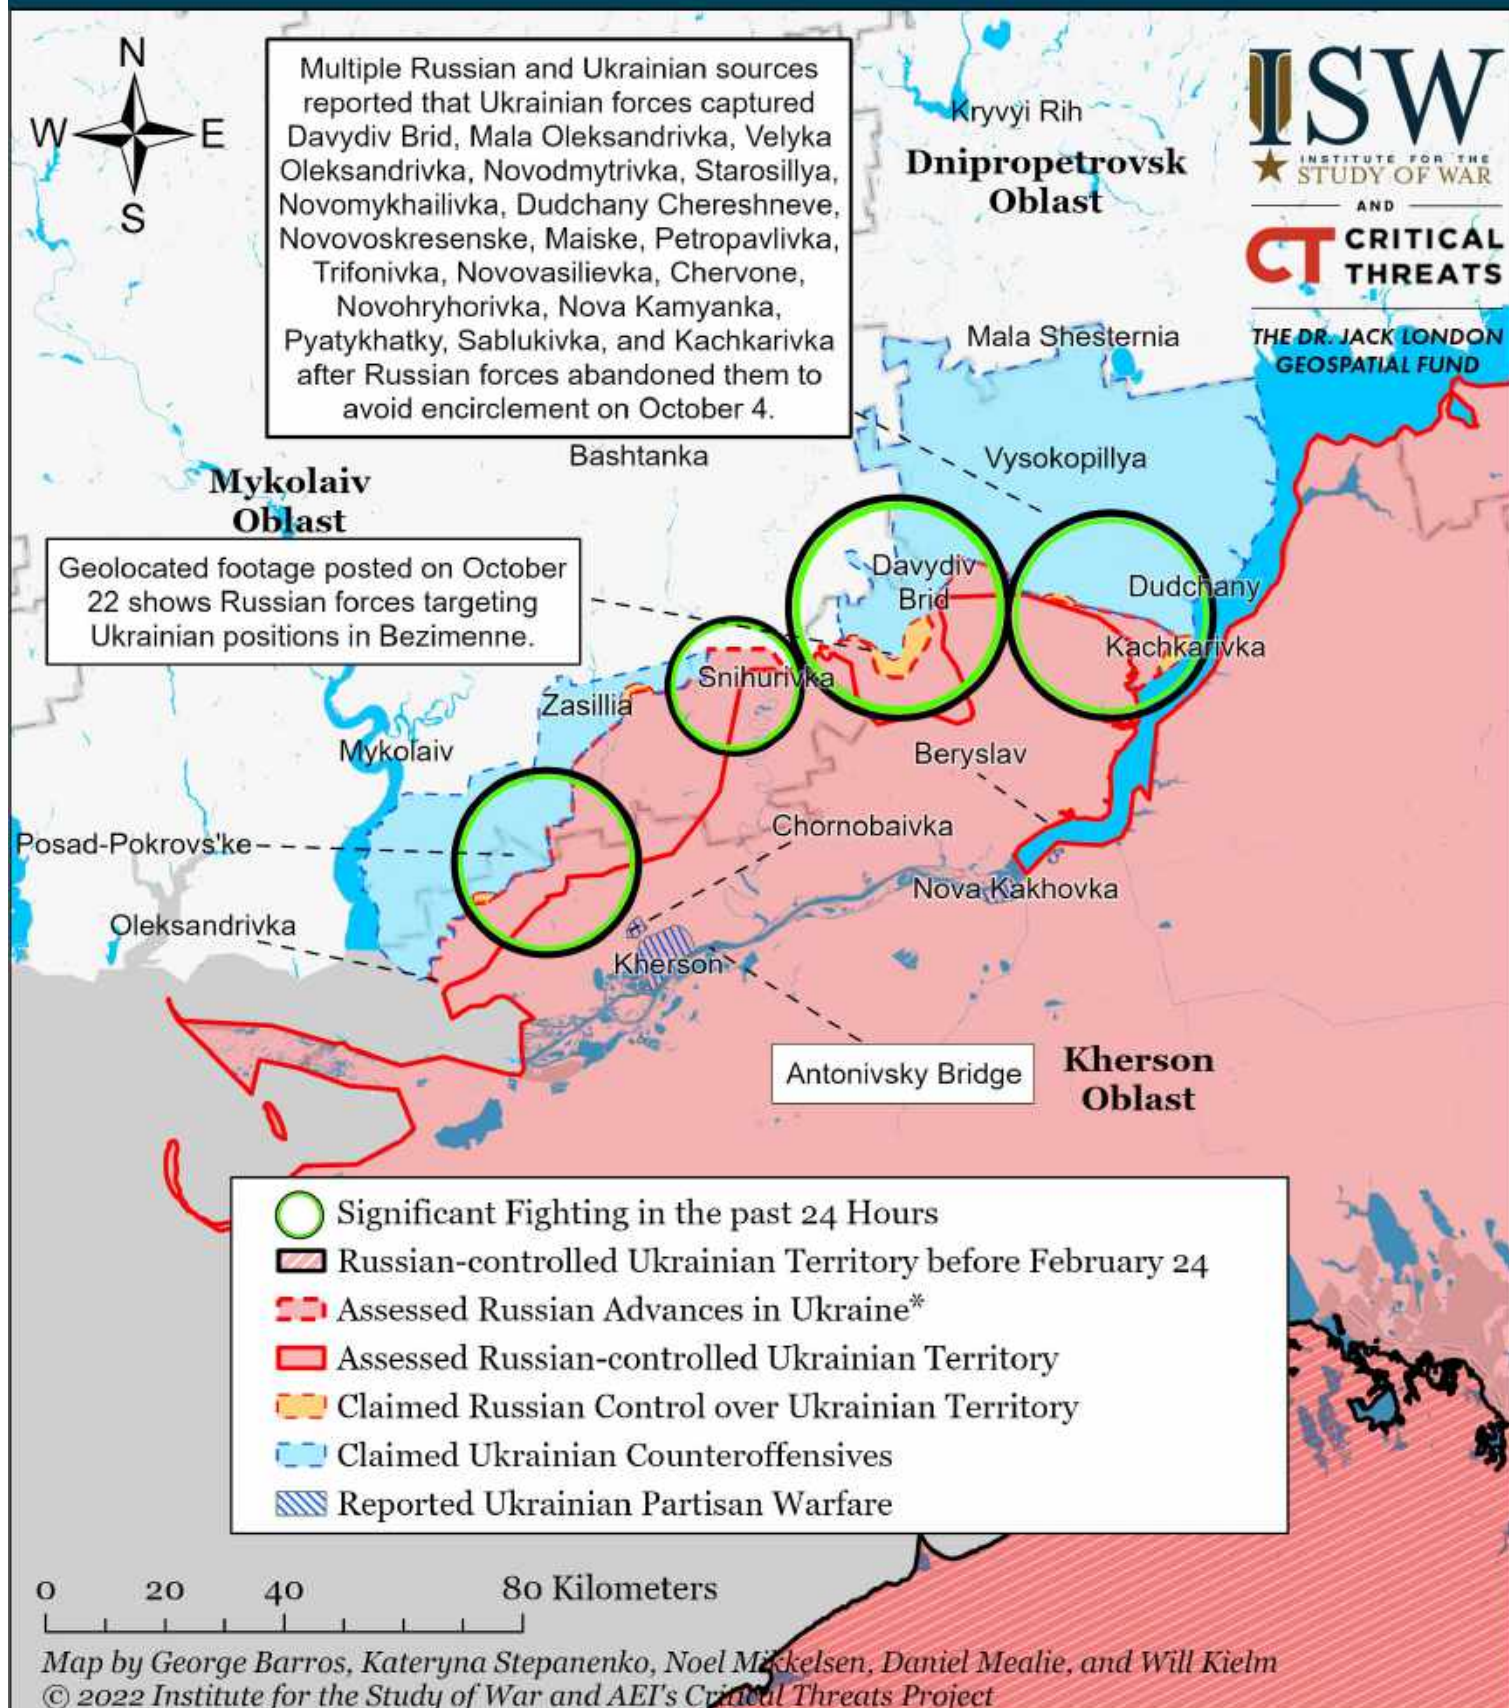 N
W E
S
Multiple Russian and Ukrainian sources
reported that Ukrainian forces captured
Davydiv Brid, Mala Oleksandrivka, Velyka
Oleksandrivka, Novodmytrivka, Starosillya,
Novomykhailivka, Dudchany Chereshneve,
Novovoskresenske, Maiske, Petropavlivka,
Trifonivka, Novovasilievka, Chervone,
Novohryhorivka, Nova Kamyanka,
Pyatykhatky, Sablukivka, and Kachkarivka
after Russian forces abandoned them to
avoid encirclement on October 4.
Kryvyi Rih
Dnipropetrovsk
Oblast
ISW
INSTITUTE FOR THE
STUDY OF WAR
AND
CT CRITICAL
THREATS
THE DR. JACK LONDON
GEOSPATIAL FUND
Mala Shesternia
Bashtanka
Vysokopillya
Mykolaiv
Oblast
Geolocated footage posted on October
22 shows Russian forces targeting
Ukrainian positions in Bezimenne.
Davydiv
Brid
Dudchany
Kachkarivka
Snihurivka
Zasillia
Mykolaiv
Beryslav
Chornobaivka
Posad-Pokrovs'ke
Nova Kakhovka
Oleksandrivka
Kherson
Antonivsky Bridge
Kherson
Oblast
Significant Fighting in the past 24 Hours
Russian-controlled Ukrainian Territory before February 24
Assessed Russian Advances in Ukraine*
Assessed Russian-controlled Ukrainian Territory
Claimed Russian Control over Ukrainian Territory
Claimed Ukrainian Counteroffensives
Reported Ukrainian Partisan Warfare
0 20 40 80 Kilometers
Map by George Barros, Kateryna Stepanenko, Noel Mikkelsen, Daniel Mealie, and Will Kielm
© 2022 Institute for the Study of War and AEI's Critical Threats Project